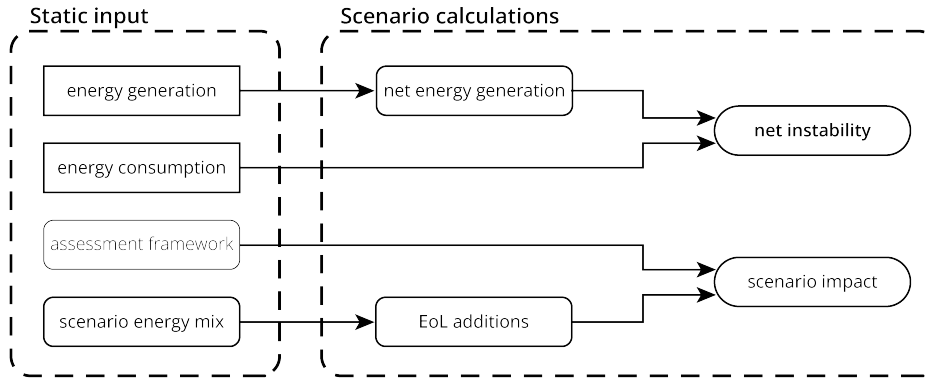 Static input
Scenario calculations
energy generation
net energy generation
net instability
energy consumption
assessment framework
scenario impact
scenario energy mix
EoL additions